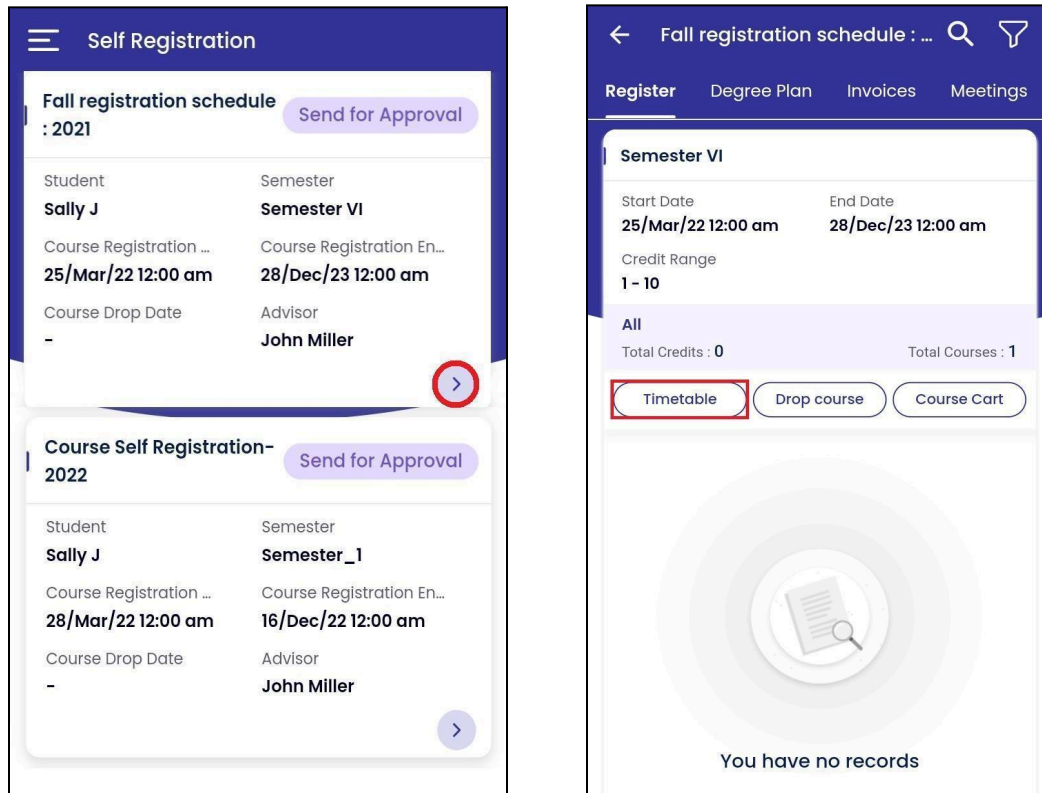 Self Registration
Fall registration schedule
: 2021
Send for Approval
Student
Semester
Sally J
Semester VI
Course Registration ...
Course Registration En...
25/Mar/22 12:00 am
28/Dec/23 12:00 am
Course Drop Date
Advisor
-
John Miller
Course Self Registration-
2022
Send for Approval
Student
Semester
Sally J
Semester_1
Course Registration ...
Course Registration En...
28/Mar/22 12:00 am
16/Dec/22 12:00 am
Course Drop Date
Advisor
-
John Miller
Fall registration schedule : ...
Register
Degree Plan
Invoices
Meetings
Semester VI
Start Date
End Date
25/Mar/22 12:00 am
28/Dec/23 12:00 am
Credit Range
1 - 10
All
Total Credits : 0
Total Courses : 1
Timetable
Drop course
Course Cart
You have no records